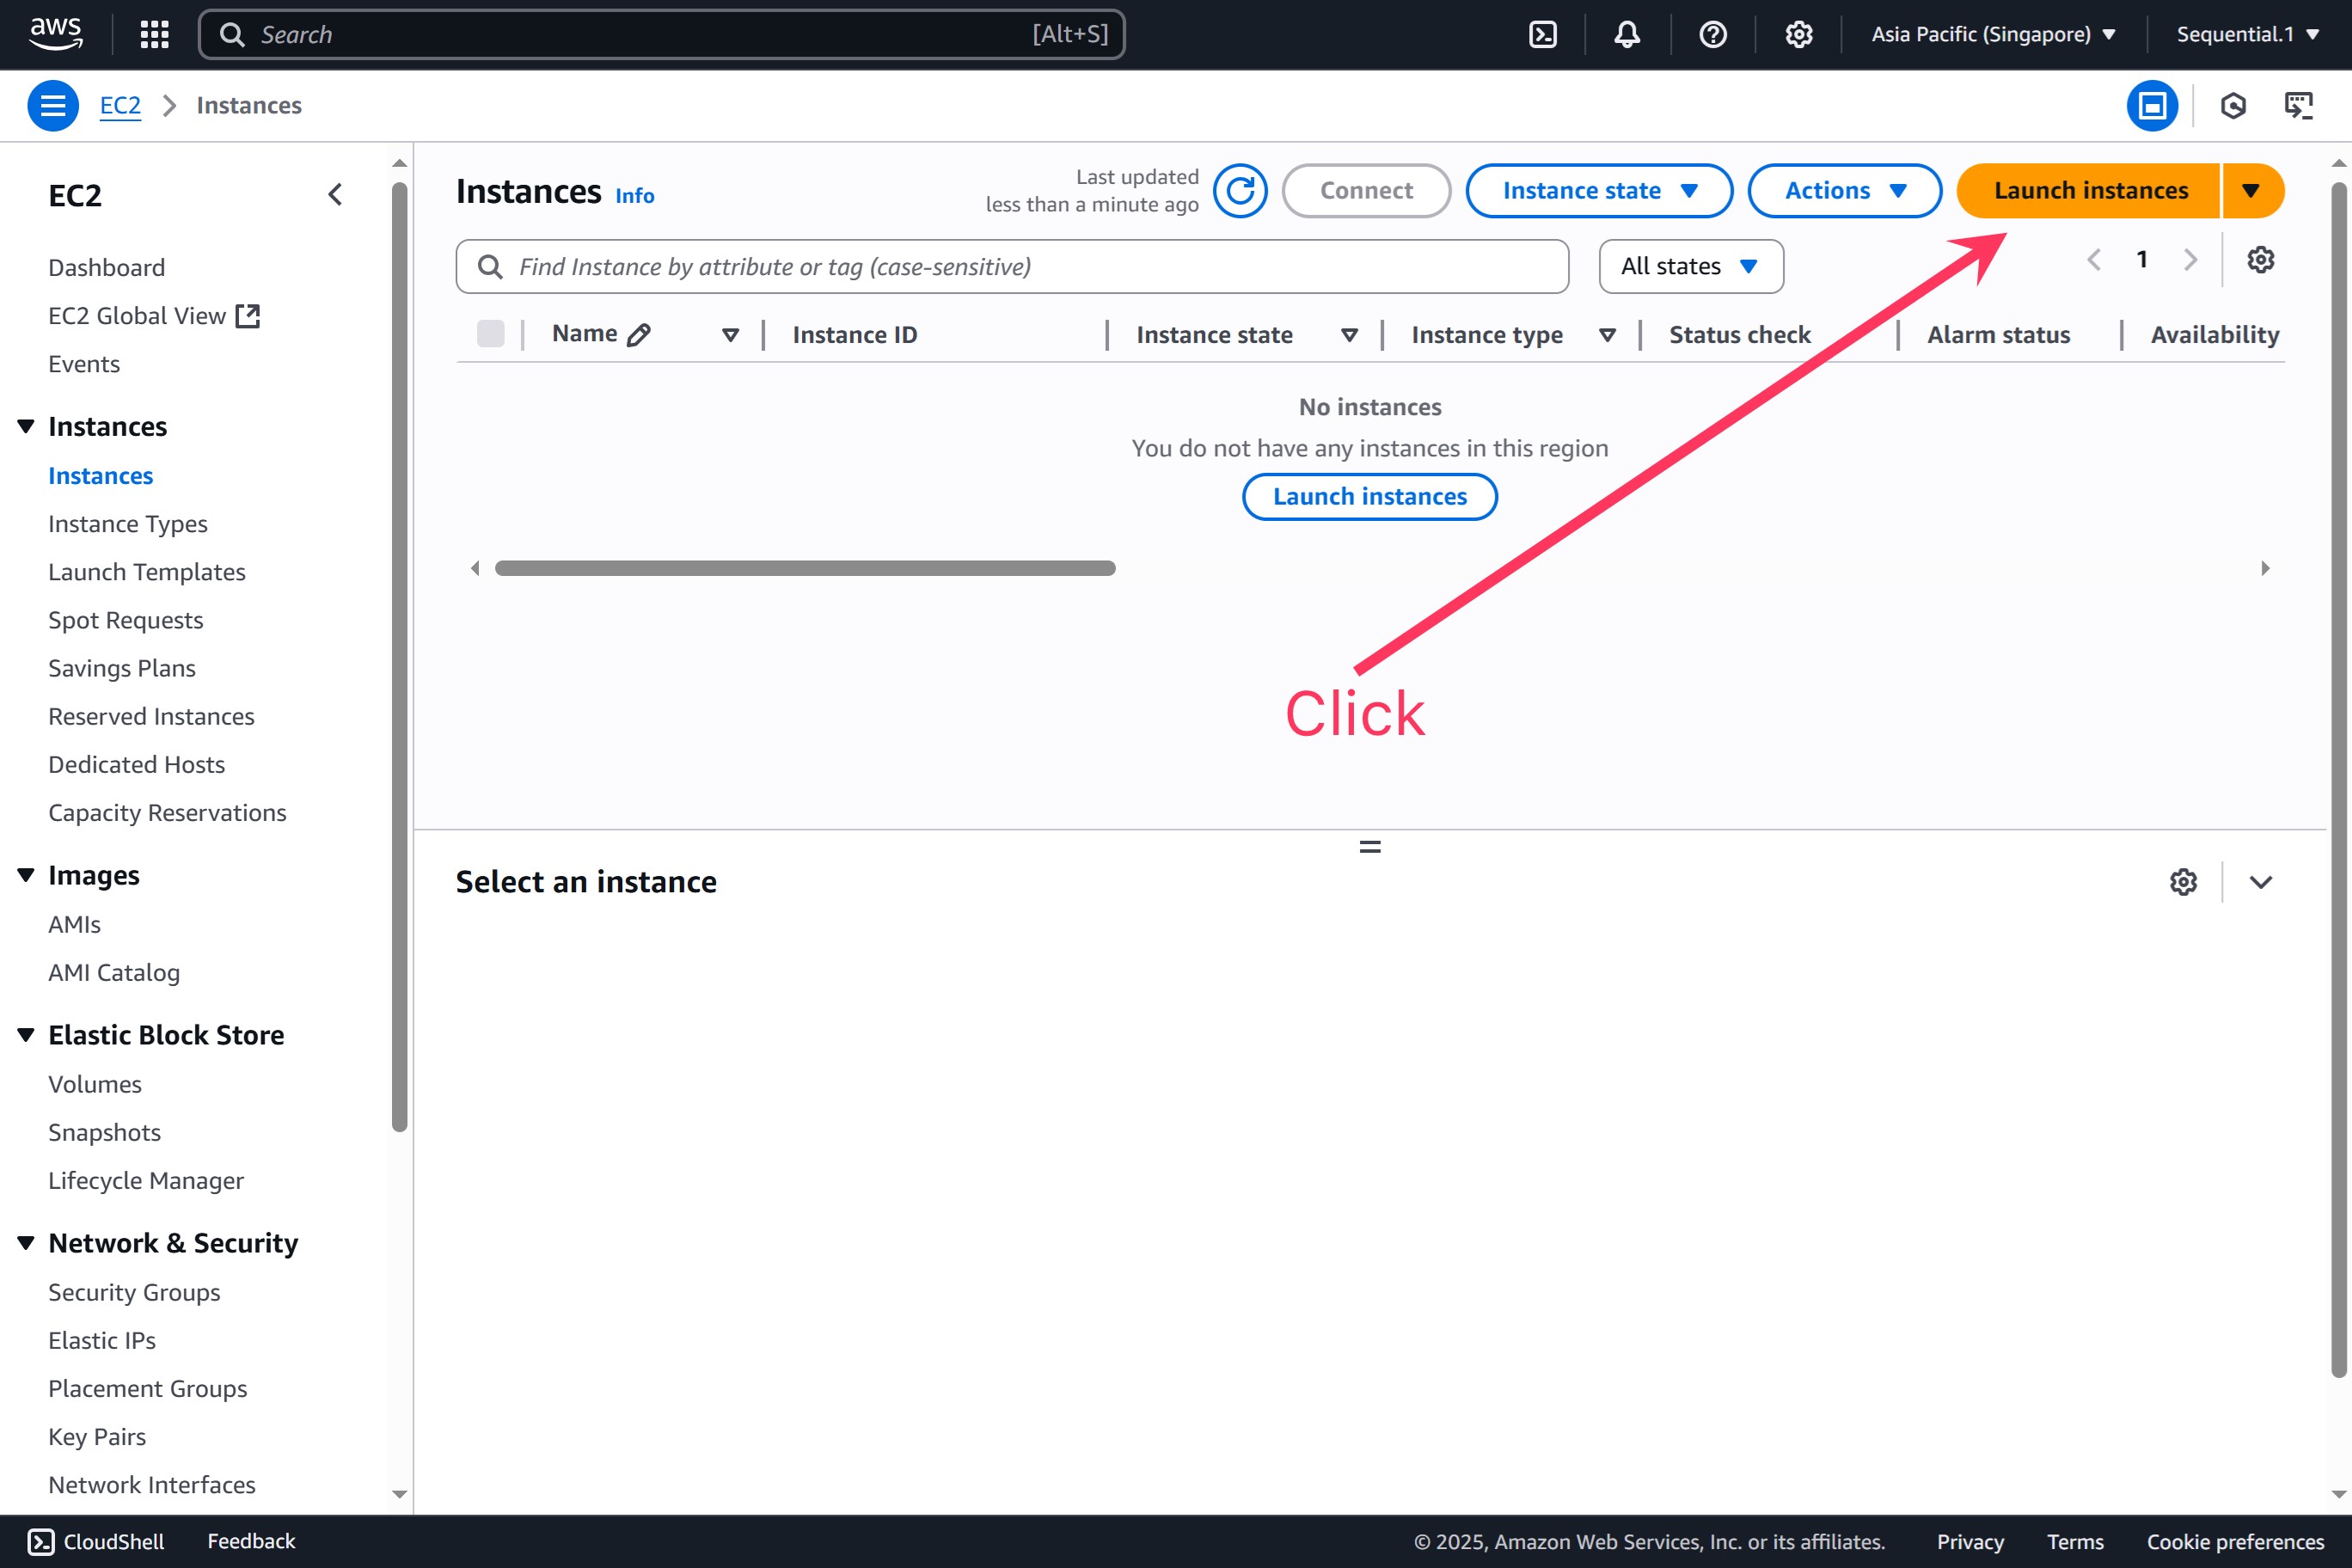 aws
Search [Alt+S]
Asia Pacific (Singapore)
Sequential.1
EC2 > Instances
EC2
Dashboard
EC2 Global View
Events
Instances
Instances
Instance Types
Launch Templates
Spot Requests
Savings Plans
Reserved Instances
Dedicated Hosts
Capacity Reservations
Images
AMIs
AMI Catalog
Elastic Block Store
Volumes
Snapshots
Lifecycle Manager
Network & Security
Security Groups
Elastic IPs
Placement Groups
Key Pairs
Network Interfaces
Instances Info
Last updated
less than a minute ago
Connect
Instance state
Actions
Launch instances
Find Instance by attribute or tag (case-sensitive)
All states
1
Name
Instance ID
Instance state
Instance type
Status check
Alarm status
Availability
No instances
You do not have any instances in this region
Launch instances
Click
Select an instance
CloudShell
Feedback
© 2025, Amazon Web Services, Inc. or its affiliates.
Privacy
Terms
Cookie preferences